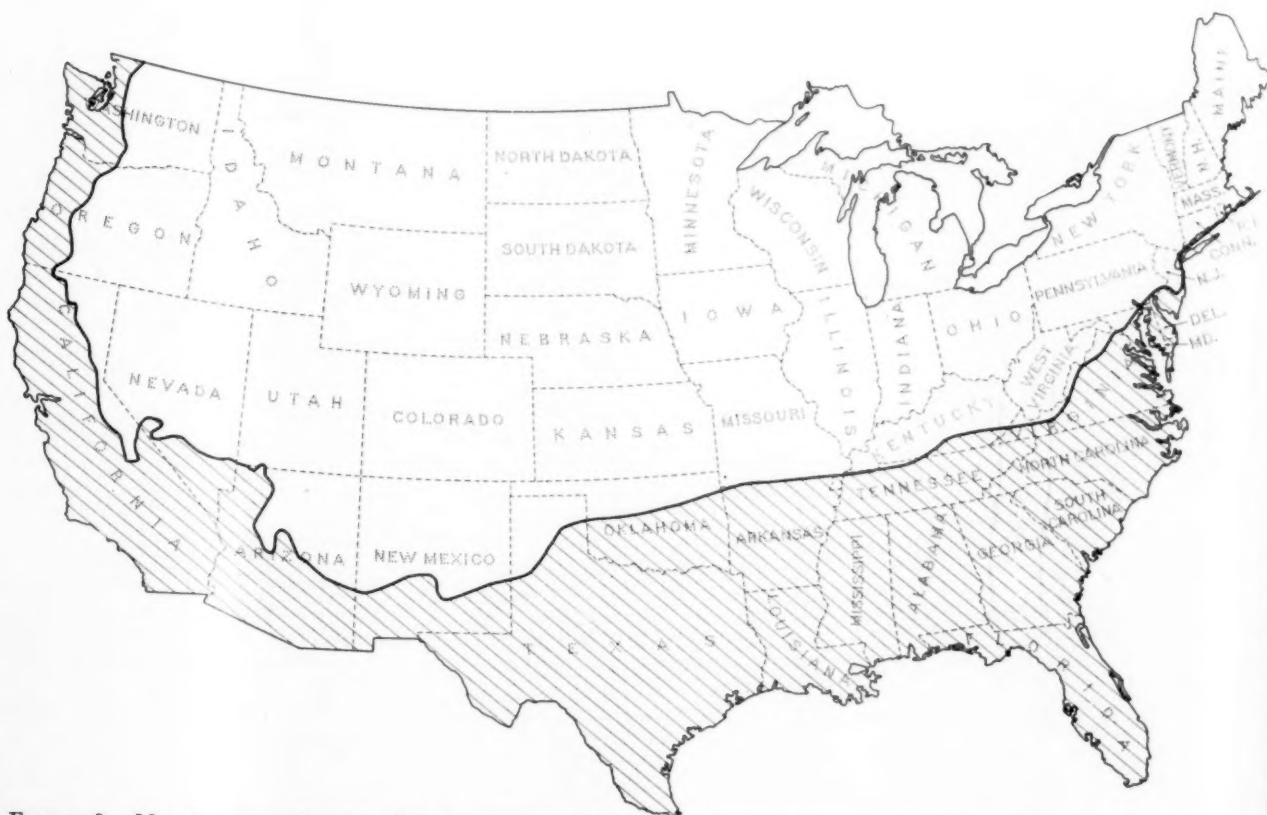 WASHINGTON
IDAHO
MONTANA
NORTH DAKOTA
MINNESOTA
WISCONSIN
MICHIGAN
NEW YORK
VERMONT
N.H.
MAINE
MASS.
R.I.
CONN.
N.J.
DEL.
MD.
OREGON
WYOMING
SOUTH DAKOTA
IOWA
ILLINOIS
INDIANA
OHIO
PENNSYLVANIA
WEST
VIRGINIA
VIRGINIA
CALIFORNIA
NEVADA
UTAH
COLORADO
NEBRASKA
KANSAS
MISSOURI
KENTUCKY
ARIZONA
NEW MEXICO
OKLAHOMA
ARKANSAS
TENNESSEE
NORTH CAROLINA
SOUTH
CAROLINA
TEXAS
LOUISIANA
MISSISSIPPI
ALABAMA
GEORGIA
FLORIDA